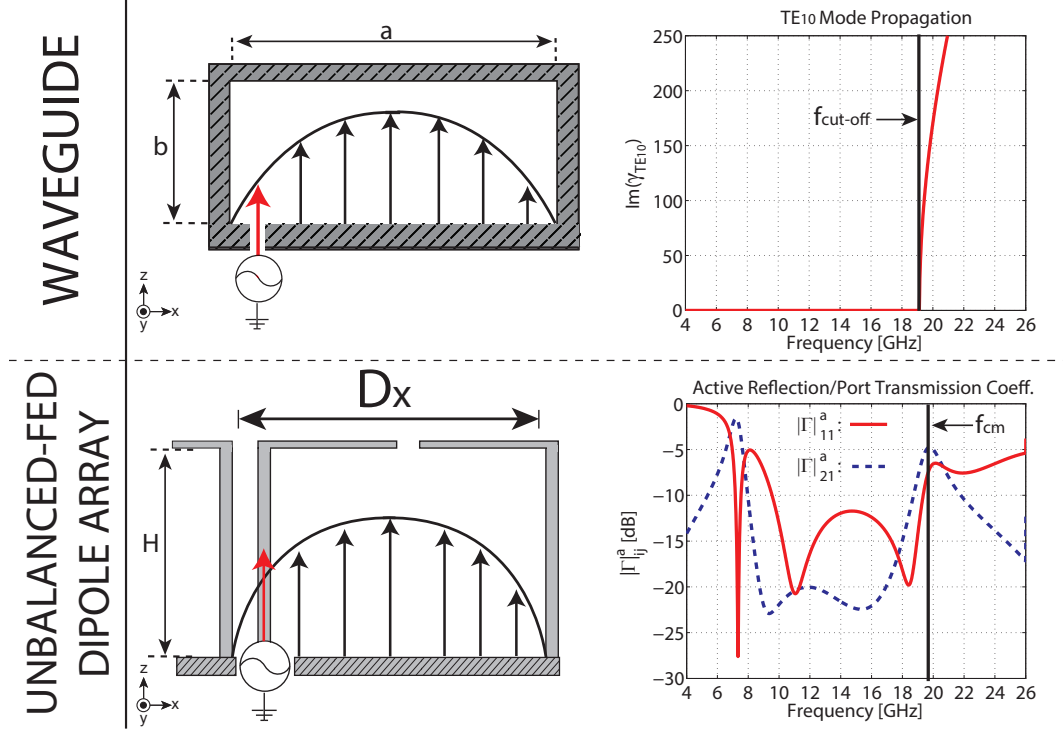 WAVEGUIDE
a
b
z
y
x
TE10 Mode Propagation
Im(γTE10)
250
200
150
100
50
0
fcut-off
4 6 8 10 12 14 16 18 20 22 24 26
Frequency [GHz]
UNBALANCED-FED
DIPOLE ARRAY
Dx
H
z
y
x
Active Reflection/Port Transmission Coeff.
|Γ|ᵃij [dB]
0
−5
−10
−15
−20
−25
−30
|Γ|ᵃ11:
|Γ|ᵃ21:
fcm
4 6 8 10 12 14 16 18 20 22 24 26
Frequency [GHz]